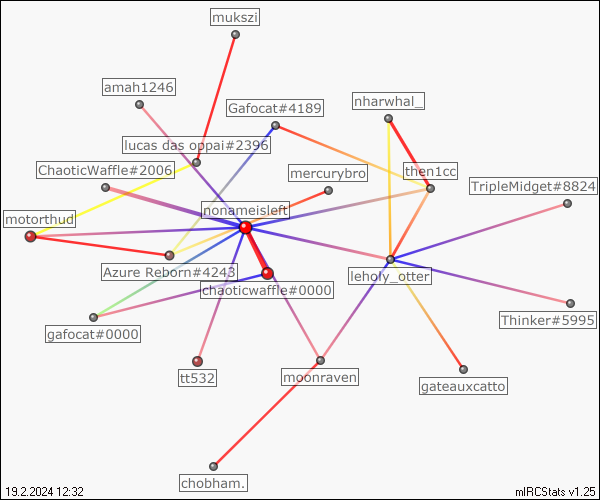 mukszi
amah1246
Gafocat#4189
nharwhal_
lucas das oppai#2396
ChaoticWaffle#2006
mercurybro
then1cc
TripleMidget#8824
motorthud
nonameisleft
Azure Reborn#4243
chaoticwaffle#0000
leholy_otter
gafocat#0000
Thinker#5995
tt532
moonraven
gateauxcatto
chobham.
19.2.2024 12:32
mIRCStats v1.25